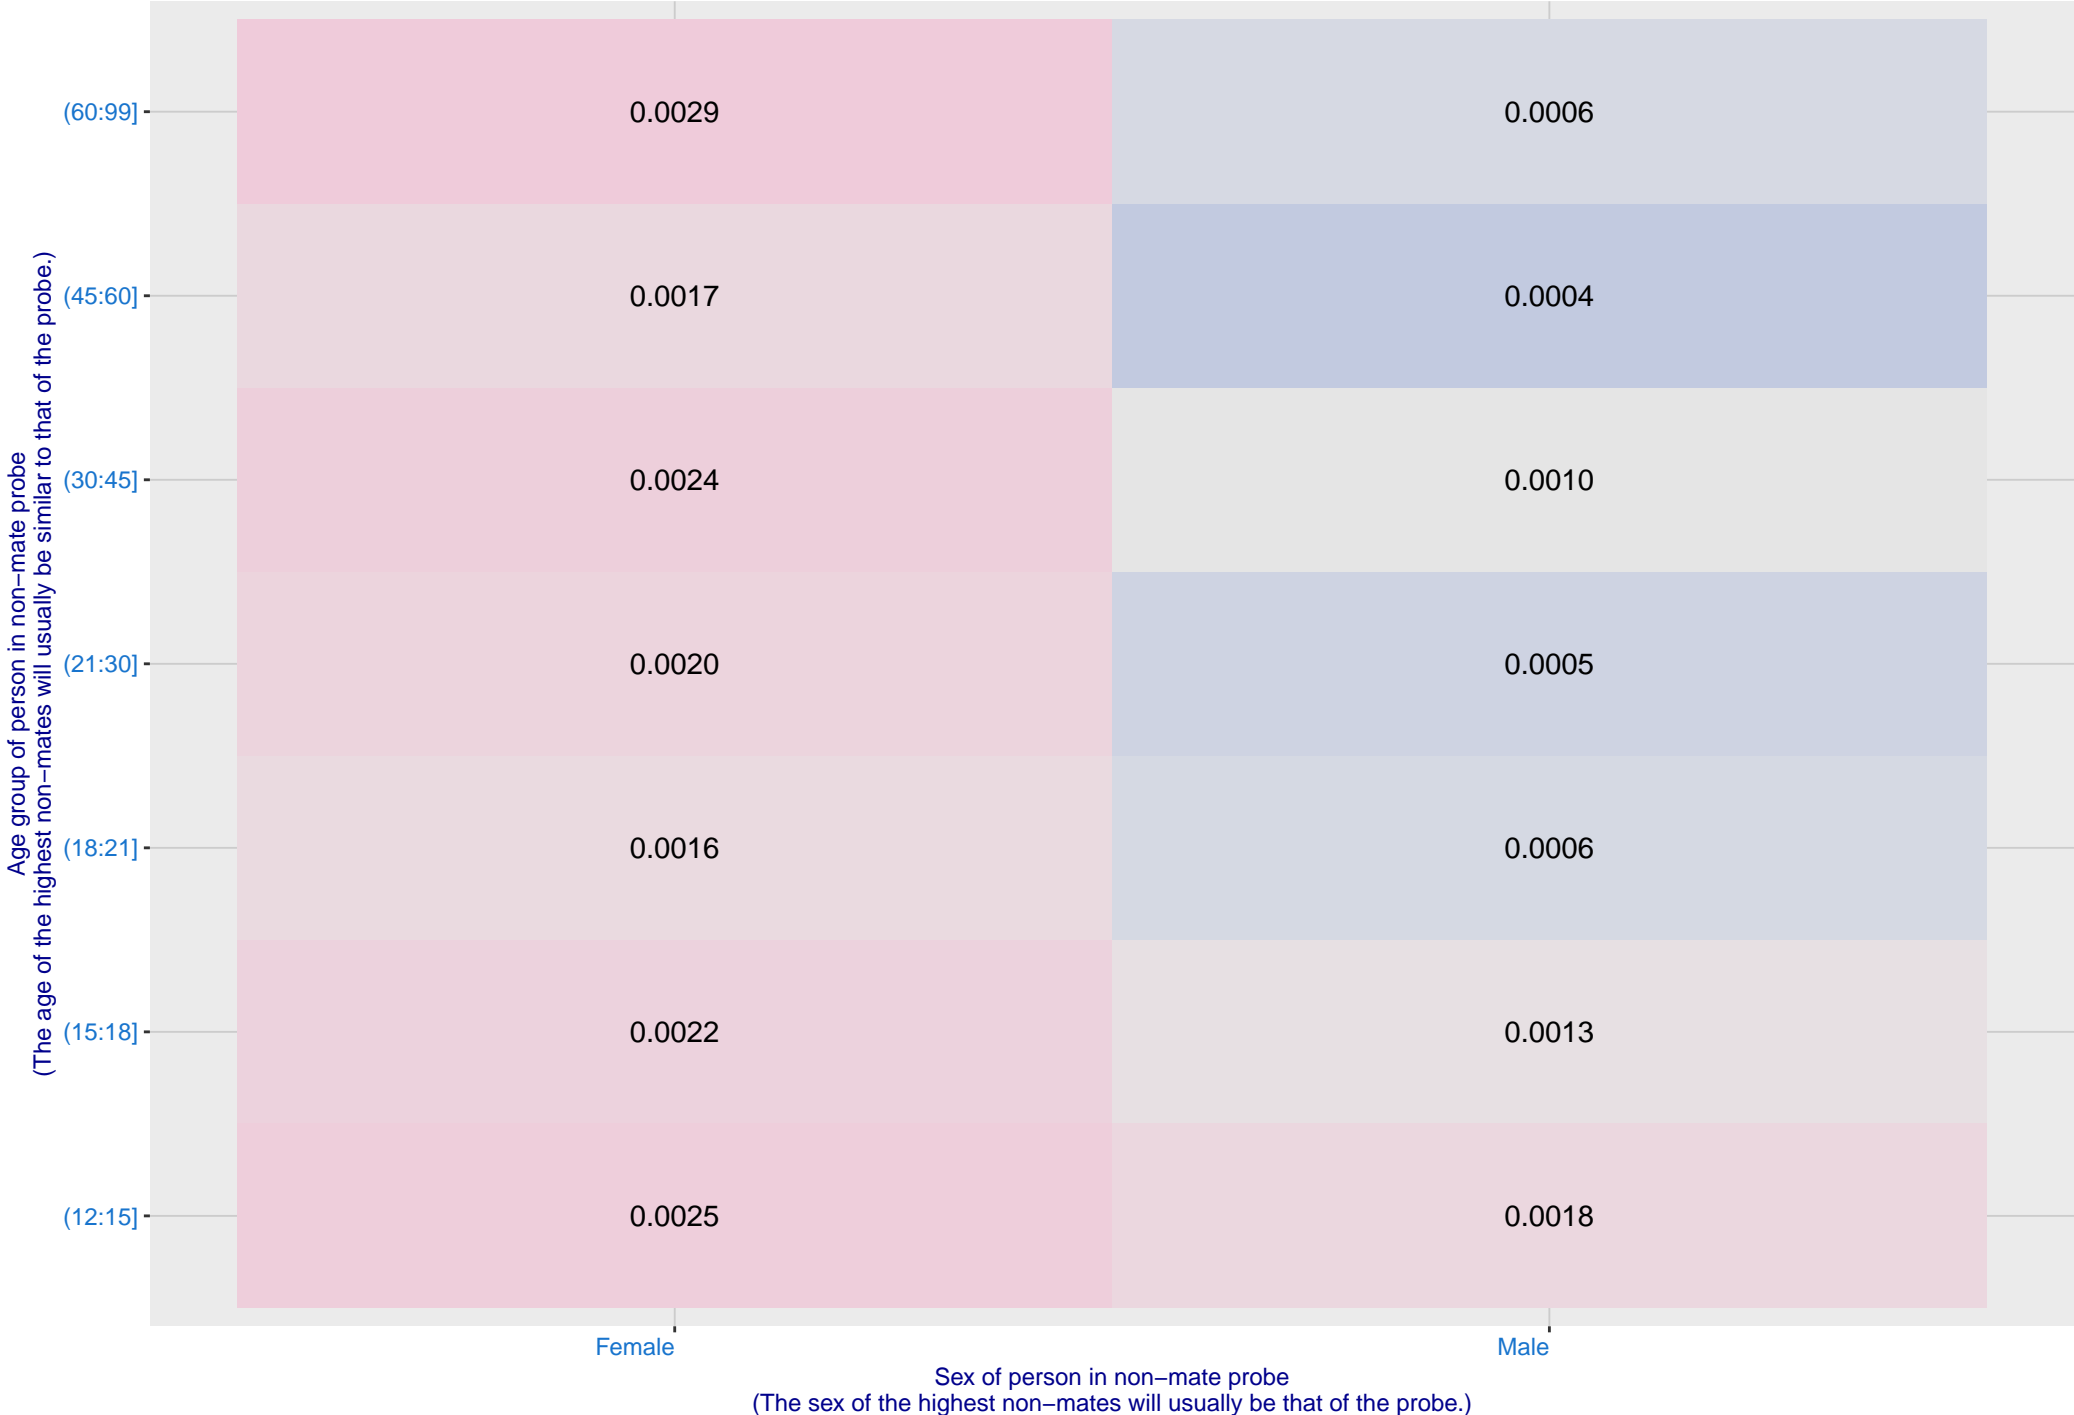 Age group of person in non−mate probe
(The age of the highest non−mates will usually be similar to that of the probe.)
(60:99] 0.0029 0.0006
(45:60] 0.0017 0.0004
(30:45] 0.0024 0.0010
(21:30] 0.0020 0.0005
(18:21] 0.0016 0.0006
(15:18] 0.0022 0.0013
(12:15] 0.0025 0.0018
Female Male
Sex of person in non−mate probe
(The sex of the highest non−mates will usually be that of the probe.)